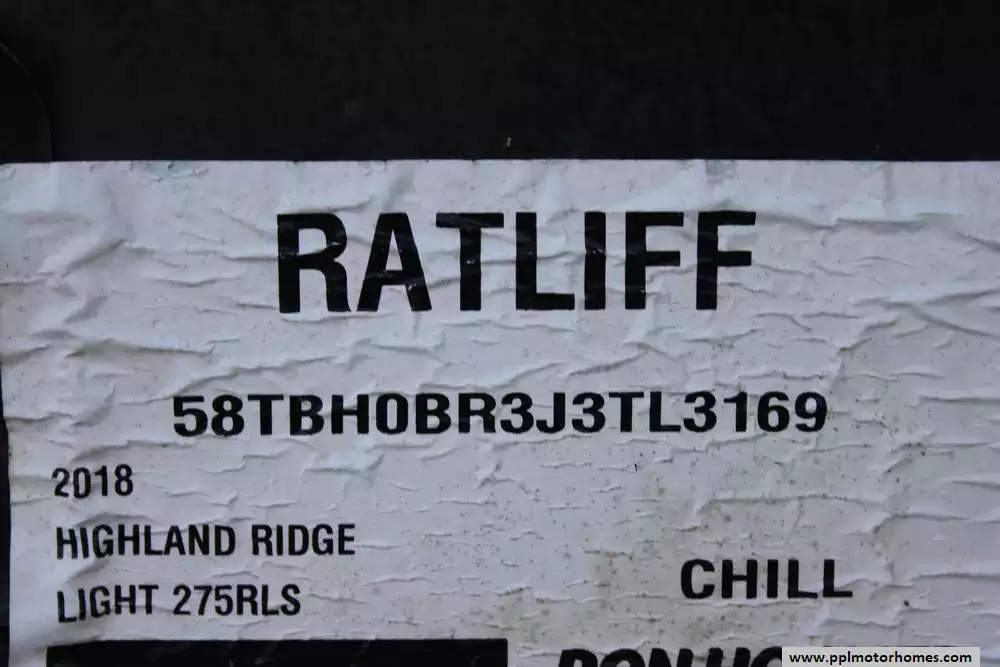 RATLIFF
58TBH0BR3J3TL3169
2018
HIGHLAND RIDGE
LIGHT 275RLS
CHILL
www.pplmotorhomes.com